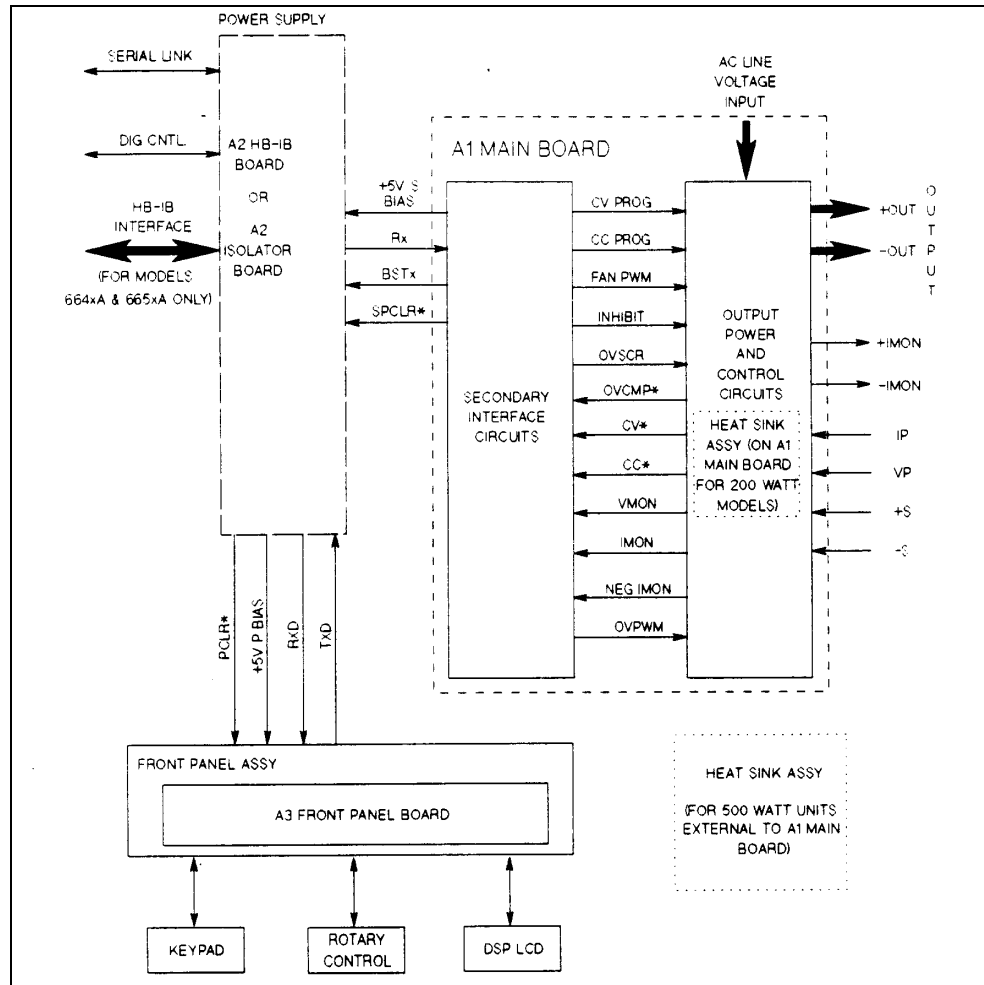 POWER SUPPLY
SERIAL LINK
DIG CNTL.
A2 HB-IB
BOARD
OR
A2
ISOLATOR
BOARD
HB-IB
INTERFACE
(FOR MODELS
664xA & 665xA ONLY)
AC LINE
VOLTAGE
INPUT
A1 MAIN BOARD
+5V S
BIAS
Rx
BSTx
SPCLR*
SECONDARY
INTERFACE
CIRCUITS
CV PROG
CC PROG
FAN PWM
INHIBIT
OVSCR
OVCMP*
CV*
CC*
VMON
IMON
NEG IMON
OVPWM
OUTPUT
POWER
AND
CONTROL
CIRCUITS
HEAT SINK
ASSY (ON A1
MAIN BOARD
FOR 200 WATT
MODELS)
+OUT
-OUT
OUTPUT
+IMON
-IMON
IP
VP
+S
-S
PCLR*
+5V P BIAS
RXD
TXD
FRONT PANEL ASSY
A3 FRONT PANEL BOARD
KEYPAD
ROTARY
CONTROL
DSP LCD
HEAT SINK ASSY
(FOR 500 WATT UNITS
EXTERNAL TO A1 MAIN
BOARD)